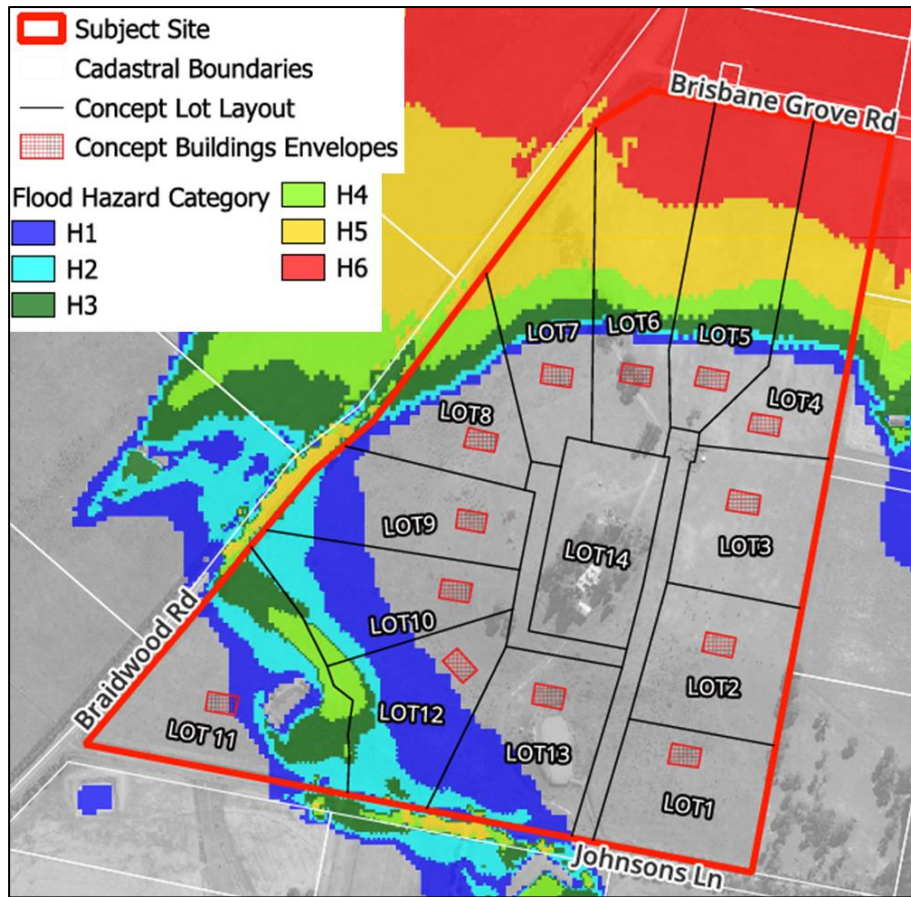 Subject Site
Cadastral Boundaries
Concept Lot Layout
Concept Buildings Envelopes
Flood Hazard Category
H1
H2
H3
H4
H5
H6
Brisbane Grove Rd
LOT7
LOT6
LOT5
LOT4
LOT8
LOT3
LOT9
LOT14
LOT10
LOT2
LOT12
LOT 11
LOT13
LOT1
Braidwood Rd
Johnsons Ln